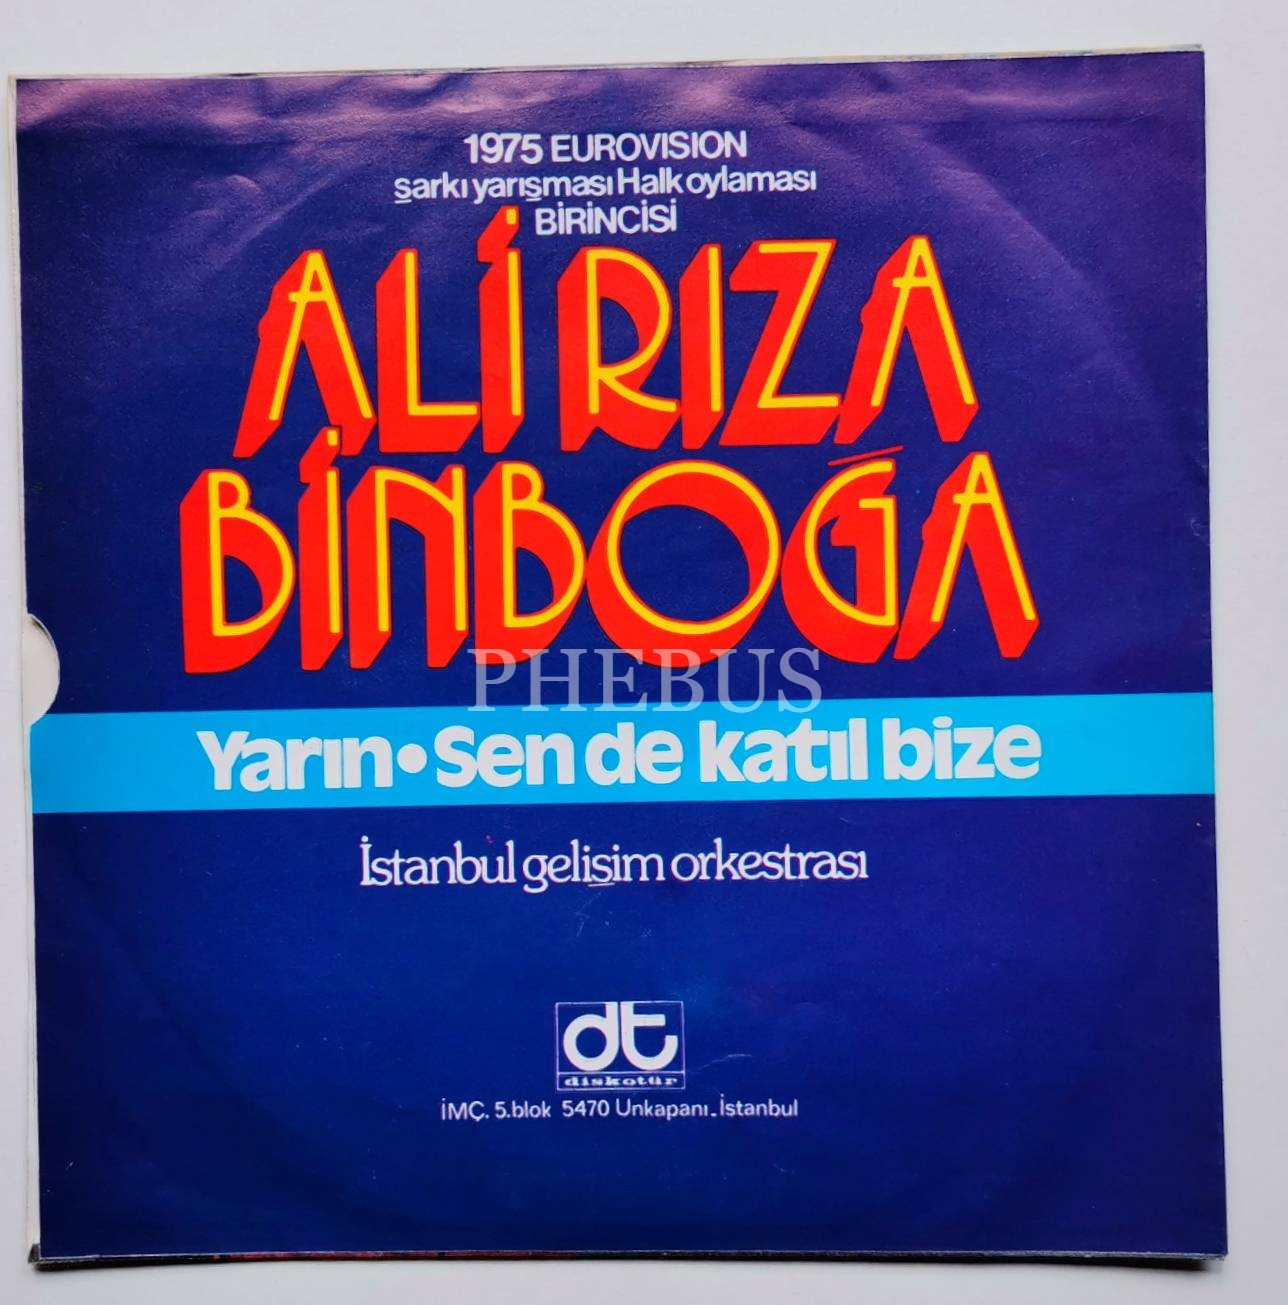 1975 EUROVISION
şarkı yarışması Halk oylaması
BİRİNCİSİ
ALİ RIZA
BİNBOĞA
PHEBUS
Yarın • Sen de katıl bize
İstanbul gelişim orkestrası
dt
diskotür
İMÇ. 5.blok 5470 Unkapanı-İstanbul